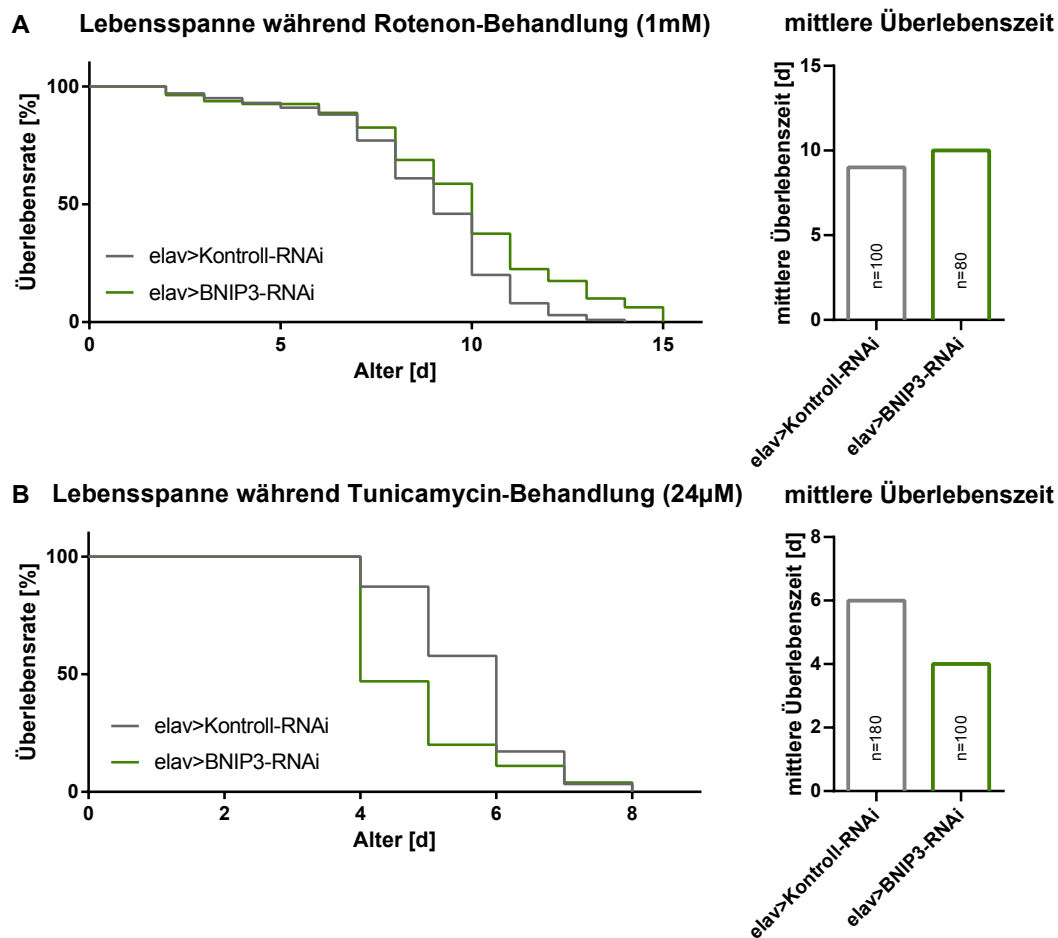 A Lebensspanne während Rotenon-Behandlung (1mM)
mittlere Überlebenszeit
Überlebensrate [%]
100
50
0
elav>Kontroll-RNAi
elav>BNIP3-RNAi
0 5 10 15
Alter [d]
mittlere Überlebenszeit [d]
15
10
5
0
n=100
n=80
elav>Kontroll-RNAi
elav>BNIP3-RNAi
B Lebensspanne während Tunicamycin-Behandlung (24µM)
mittlere Überlebenszeit
Überlebensrate [%]
100
50
0
elav>Kontroll-RNAi
elav>BNIP3-RNAi
0 2 4 6 8
Alter [d]
mittlere Überlebenszeit [d]
8
6
4
2
0
n=180
n=100
elav>Kontroll-RNAi
elav>BNIP3-RNAi